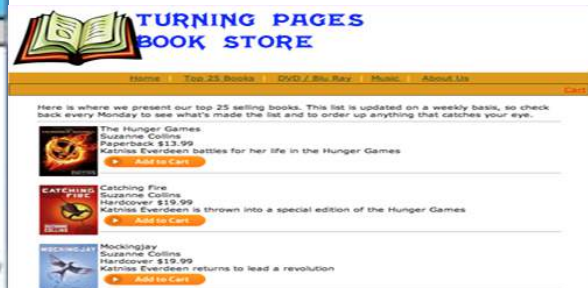 TURNING PAGES
BOOK STORE
Home | Top 25 Books | DVD / Blu Ray | Music | About Us
Cart
Here is where we present our top 25 selling books. This list is updated on a weekly basis, so check
back every Monday to see what's made the list and to order up anything that catches your eye.
The Hunger Games
Suzanne Collins
Paperback $13.99
Katniss Everdeen battles for her life in the Hunger Games
Add to Cart
CATCHING
FIRE
SUZANNE
COLLINS
Catching Fire
Suzanne Collins
Hardcover $19.99
Katniss Everdeen is thrown into a special edition of the Hunger Games
Add to Cart
MOCKINGJAY
Mockingjay
Suzanne Collins
Hardcover $19.99
Katniss Everdeen returns to lead a revolution
Add to Cart